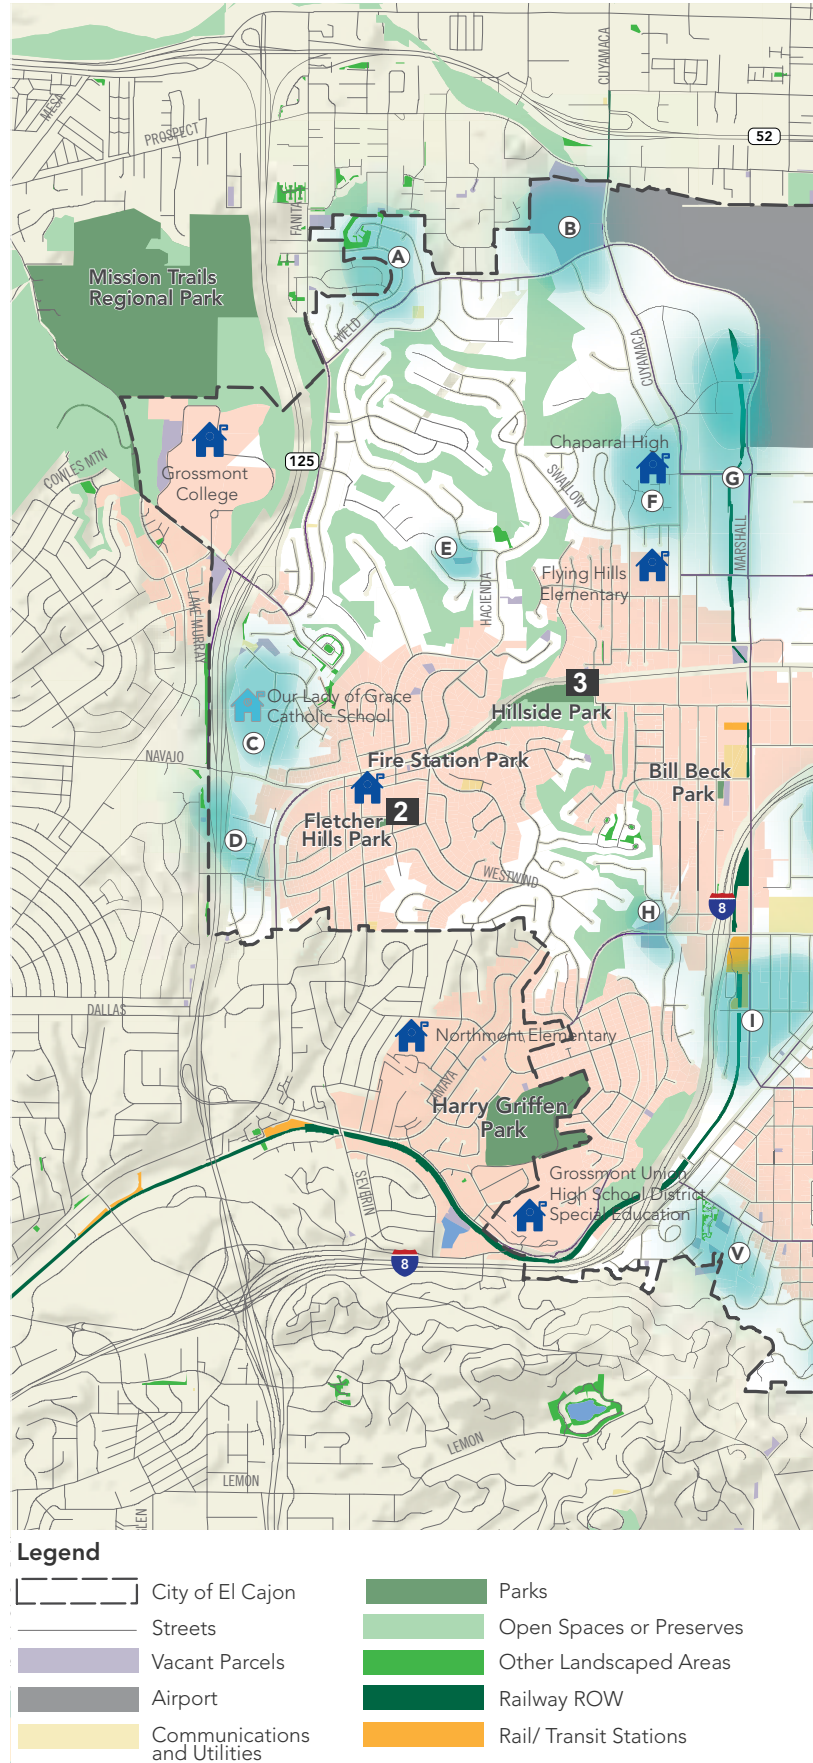 CUYAMACA
MESA
PROSPECT
52
FANITA
B
A
Mission Trails
Regional Park
WELD
CUYAMACA
Chaparral High
125
Grossmont
College
COWLES MTN
SWALLOW
G
F
MARSHALL
E
Flying Hills
Elementary
HACIENDA
LAKE MURRAY
3
Our Lady of Grace
Catholic School
Hillside Park
C
NAVAJO
Fire Station Park
Bill Beck
Park
2
Fletcher
Hills Park
D
WESTWIND
8
H
DALLAS
I
Northmont Elementary
AMAYA
Harry Griffen
Park
SEVERIN
Grossmont Union
High School District
Special Education
V
8
LEMON
LEMON
Legend
City of El Cajon
Streets
Vacant Parcels
Airport
Communications
and Utilities
Parks
Open Spaces or Preserves
Other Landscaped Areas
Railway ROW
Rail/ Transit Stations